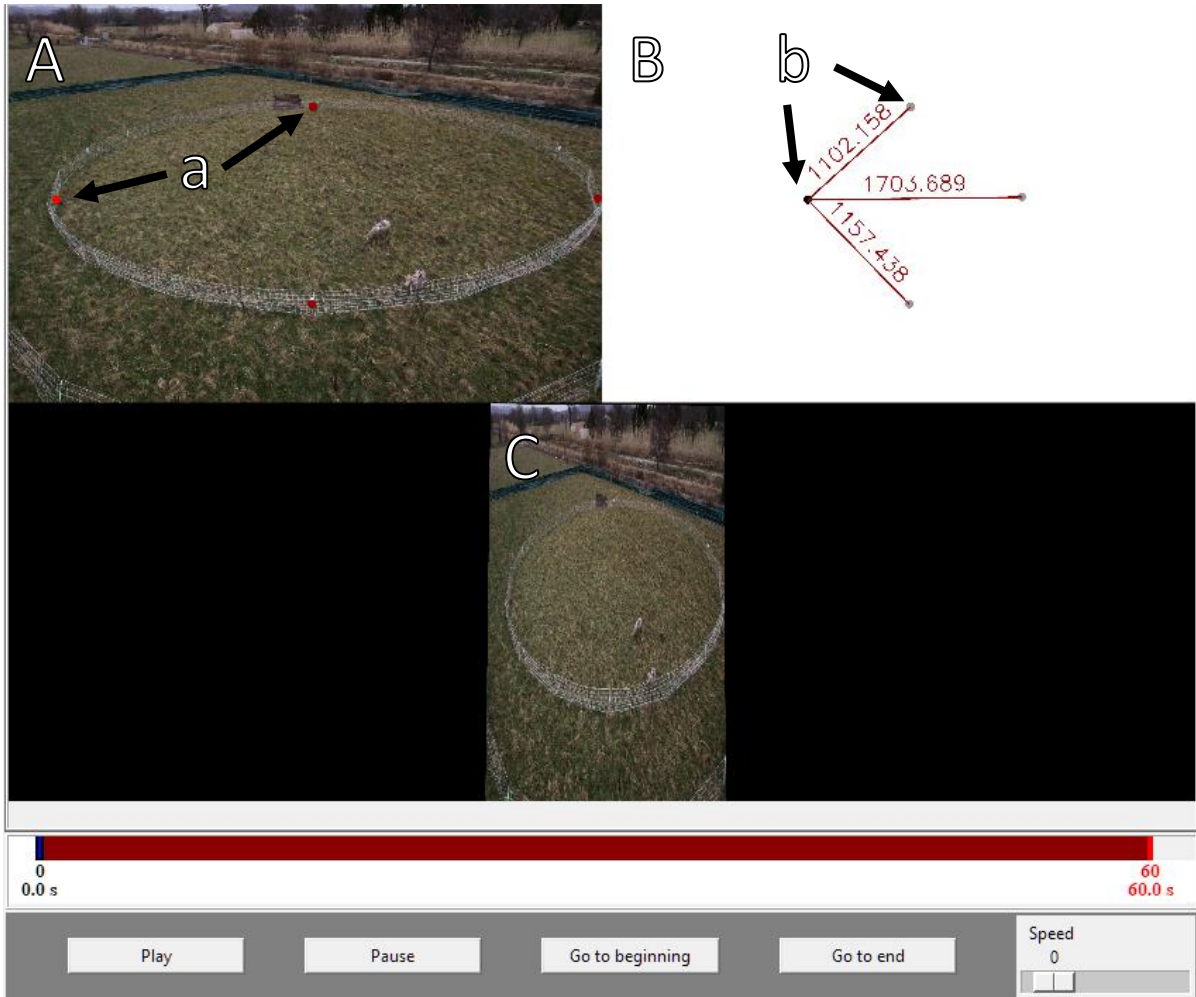 A
a
B
b
1102.158
1703.689
1157.438
C
0
60
0.0 s
60.0 s
Play
Pause
Go to beginning
Go to end
Speed
0